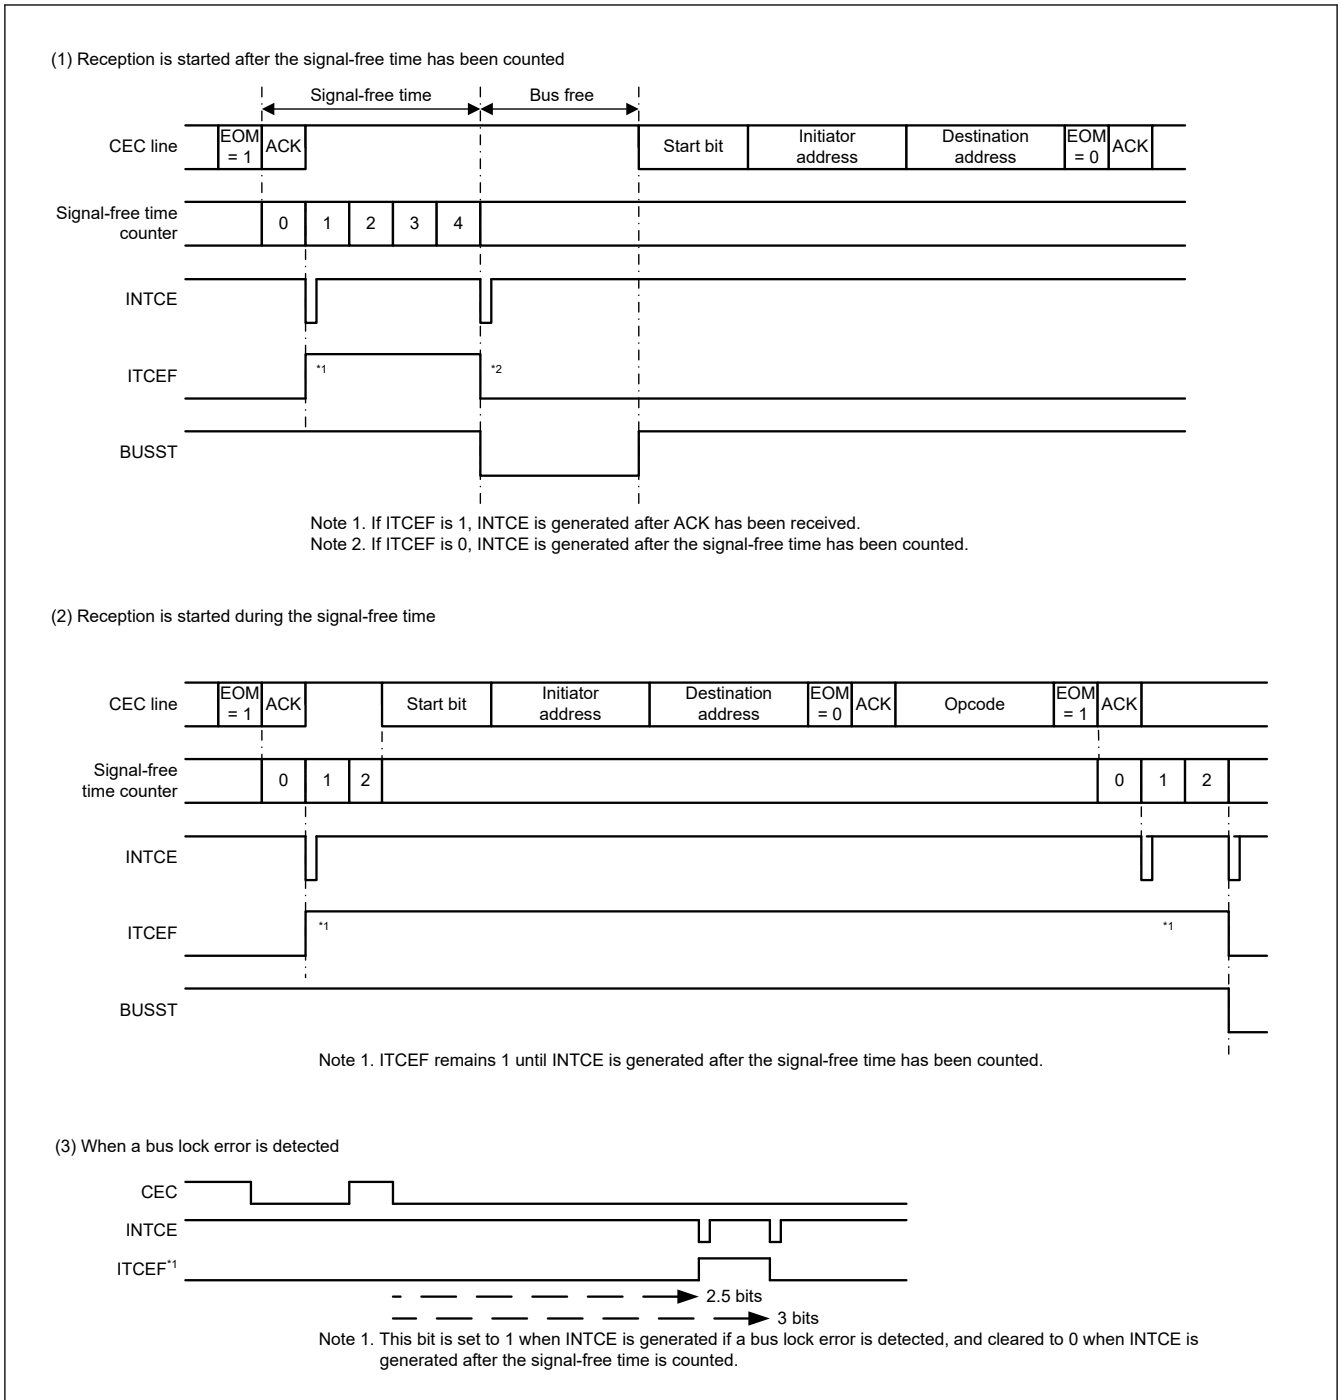 (1) Reception is started after the signal-free time has been counted
Signal-free time
Bus free
CEC line
EOM
= 1
ACK
Start bit
Initiator
address
Destination
address
EOM
= 0
ACK
Signal-free time
counter
0
1
2
3
4
INTCE
ITCEF
*1
*2
BUSST
Note 1. If ITCEF is 1, INTCE is generated after ACK has been received.
Note 2. If ITCEF is 0, INTCE is generated after the signal-free time has been counted.
(2) Reception is started during the signal-free time
CEC line
EOM
= 1
ACK
Start bit
Initiator
address
Destination
address
EOM
= 0
ACK
Opcode
EOM
= 1
ACK
Signal-free
time counter
0
1
2
0
1
2
INTCE
ITCEF
*1
*1
BUSST
Note 1. ITCEF remains 1 until INTCE is generated after the signal-free time has been counted.
(3) When a bus lock error is detected
CEC
INTCE
ITCEF*1
2.5 bits
3 bits
Note 1. This bit is set to 1 when INTCE is generated if a bus lock error is detected, and cleared to 0 when INTCE is
generated after the signal-free time is counted.